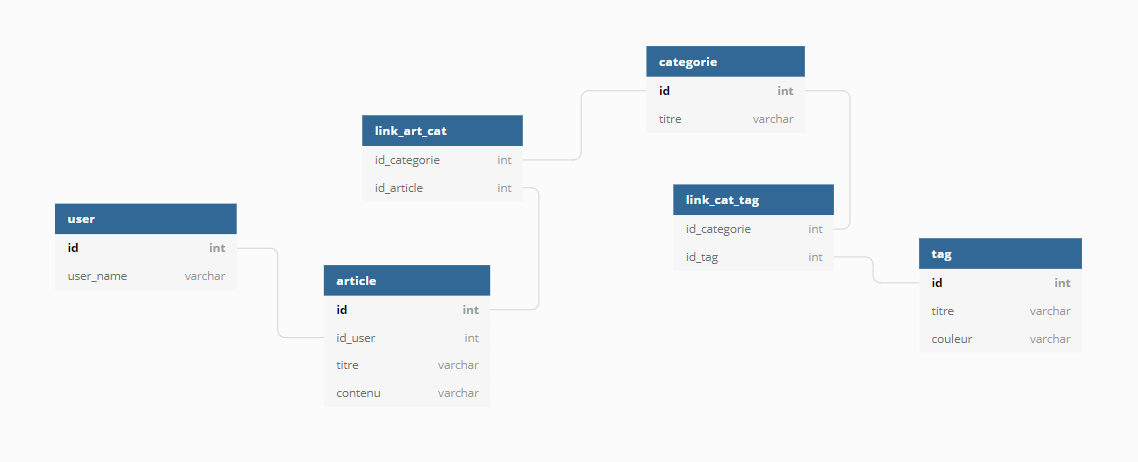 categorie
id int
titre varchar
link_art_cat
id_categorie int
id_article int
link_cat_tag
id_categorie int
id_tag int
user
id int
user_name varchar
tag
id int
titre varchar
couleur varchar
article
id int
id_user int
titre varchar
contenu varchar